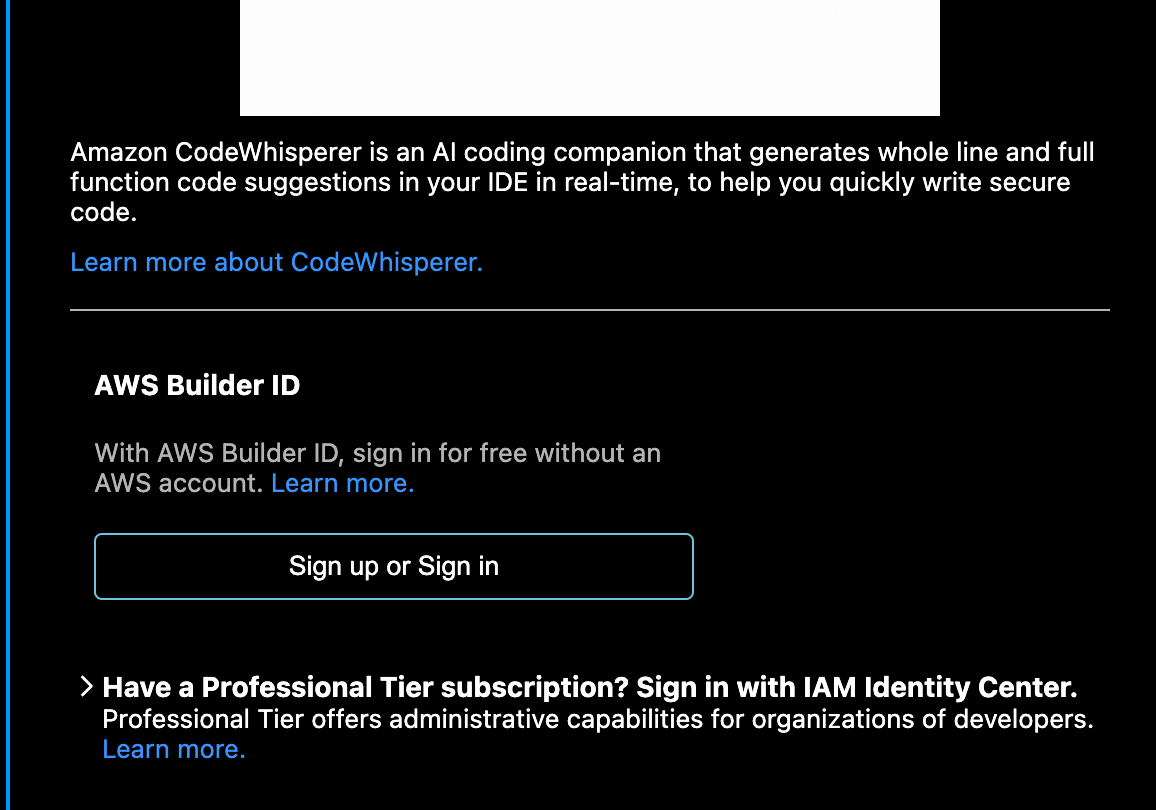 Amazon CodeWhisperer is an AI coding companion that generates whole line and full
function code suggestions in your IDE in real-time, to help you quickly write secure
code.
Learn more about CodeWhisperer.
AWS Builder ID
With AWS Builder ID, sign in for free without an
AWS account. Learn more.
Sign up or Sign in
Have a Professional Tier subscription? Sign in with IAM Identity Center.
Professional Tier offers administrative capabilities for organizations of developers.
Learn more.